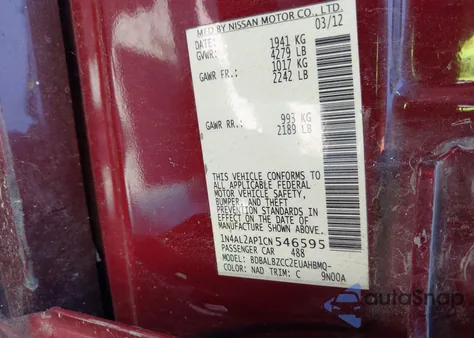 MFD BY NISSAN MOTOR CO., LTD.
DATE: 03/12
GVWR: 1941 KG
4279 LB
GAWR FR.: 1017 KG
2242 LB
GAWR RR.: 993 KG
2189 LB
THIS VEHICLE CONFORMS TO
ALL APPLICABLE FEDERAL
MOTOR VEHICLE SAFETY,
BUMPER, AND THEFT
PREVENTION STANDARDS IN
EFFECT ON THE DATE OF
MANUFACTURE SHOWN ABOVE.
1N4AL2AP1CN546595
PASSENGER CAR 488
MODEL: BDBALBZCC2EUAHBMQ-
COLOR: NAD TRIM: C 9N00A
autoSnap